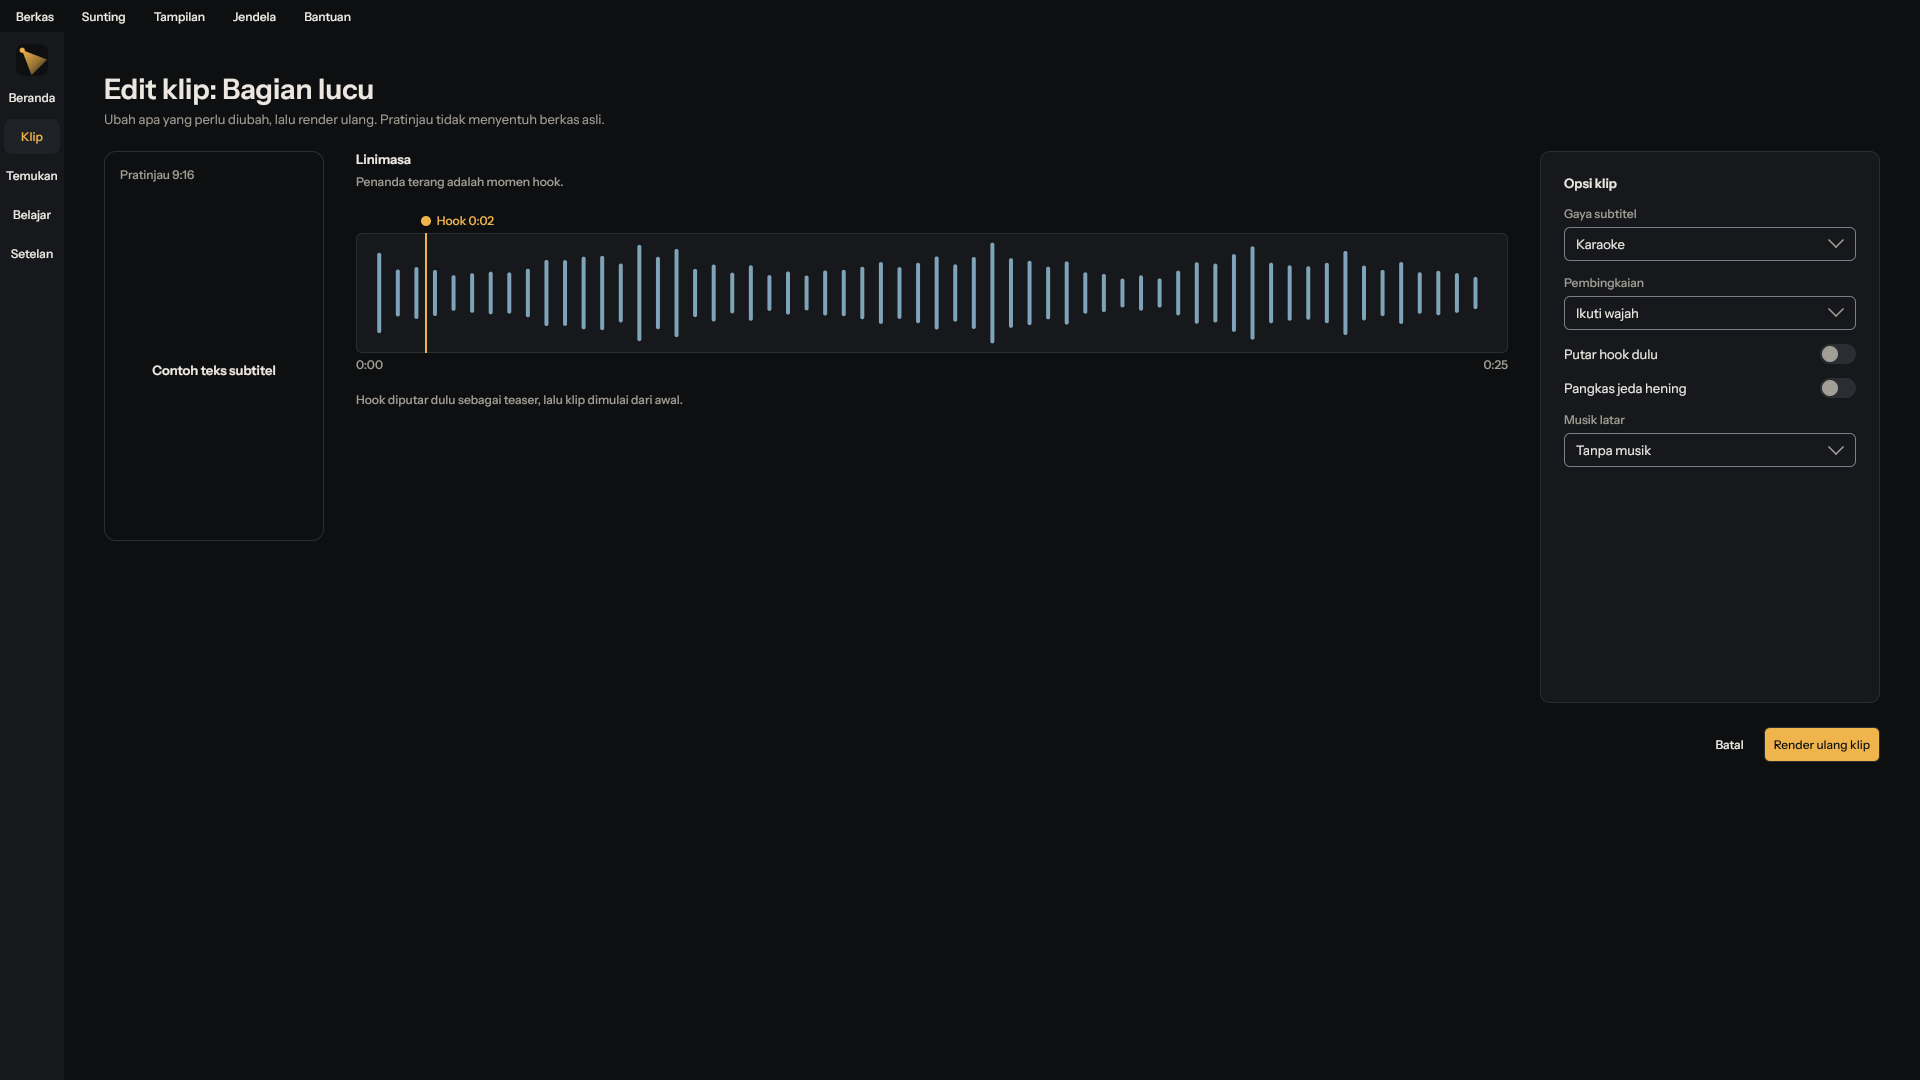 Berkas
Sunting
Tampilan
Jendela
Bantuan
Beranda
Klip
Temukan
Belajar
Setelan
Edit klip: Bagian lucu
Ubah apa yang perlu diubah, lalu render ulang. Pratinjau tidak menyentuh berkas asli.
Pratinjau 9:16
Contoh teks subtitel
Linimasa
Penanda terang adalah momen hook.
Hook 0:02
0:00
0:25
Hook diputar dulu sebagai teaser, lalu klip dimulai dari awal.
Opsi klip
Gaya subtitel
Karaoke
Pembingkaian
Ikuti wajah
Putar hook dulu
Pangkas jeda hening
Musik latar
Tanpa musik
Batal
Render ulang klip